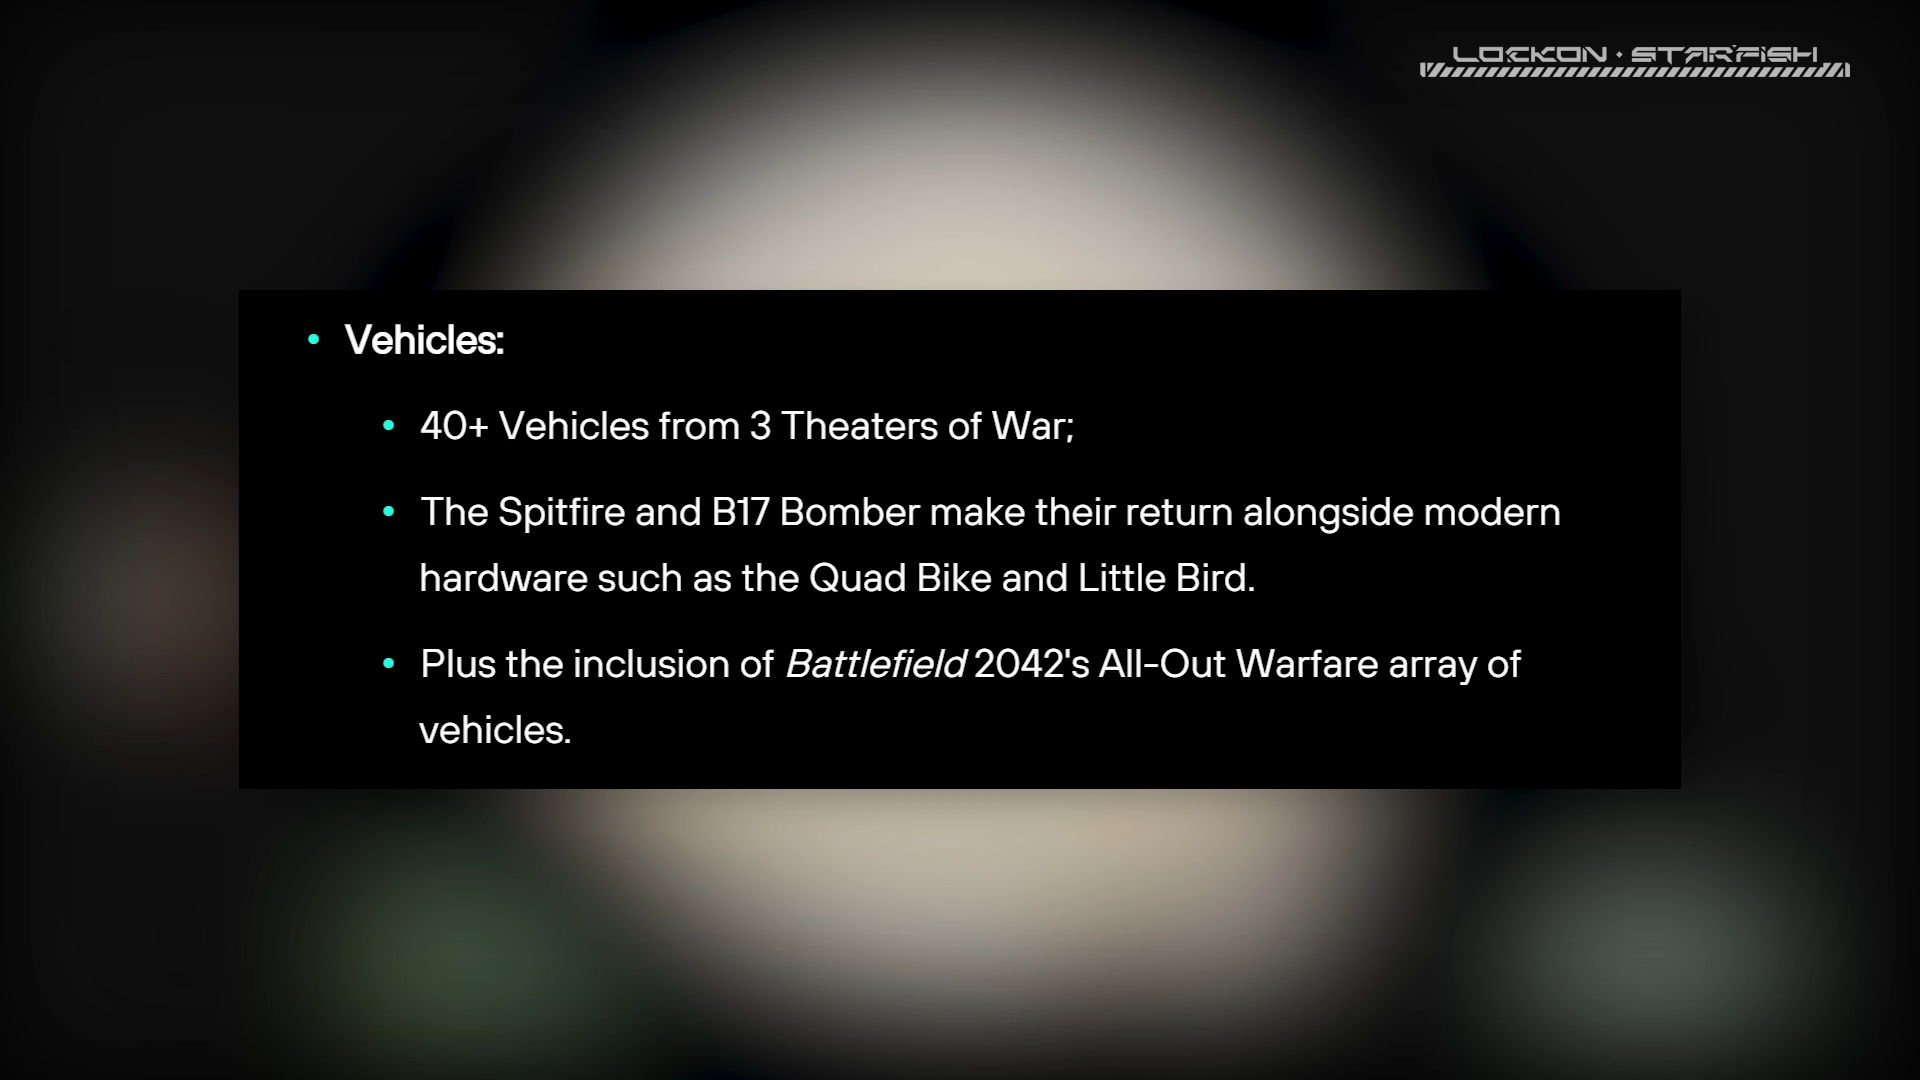 LOCKON · STARFISH
• Vehicles:
• 40+ Vehicles from 3 Theaters of War;
• The Spitfire and B17 Bomber make their return alongside modern
hardware such as the Quad Bike and Little Bird.
• Plus the inclusion of Battlefield 2042's All-Out Warfare array of
vehicles.